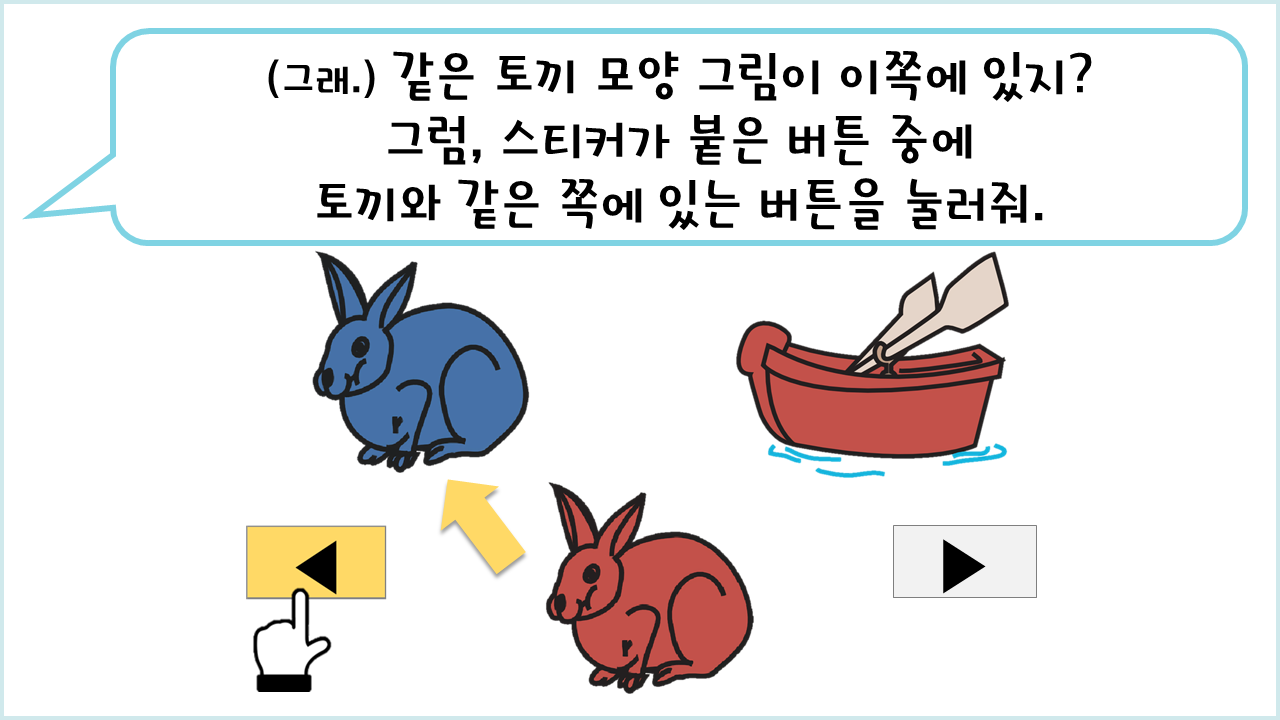 (그래.) 같은 토끼 모양 그림이 이쪽에 있지?
그럼, 스티커가 붙은 버튼 중에
토끼와 같은 쪽에 있는 버튼을 눌러줘.